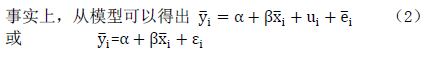 事实上，从模型可以得出 ȳᵢ = α + βx̄ᵢ + uᵢ + ēᵢ （2）
或 ȳᵢ=α + βx̄ᵢ + εᵢ